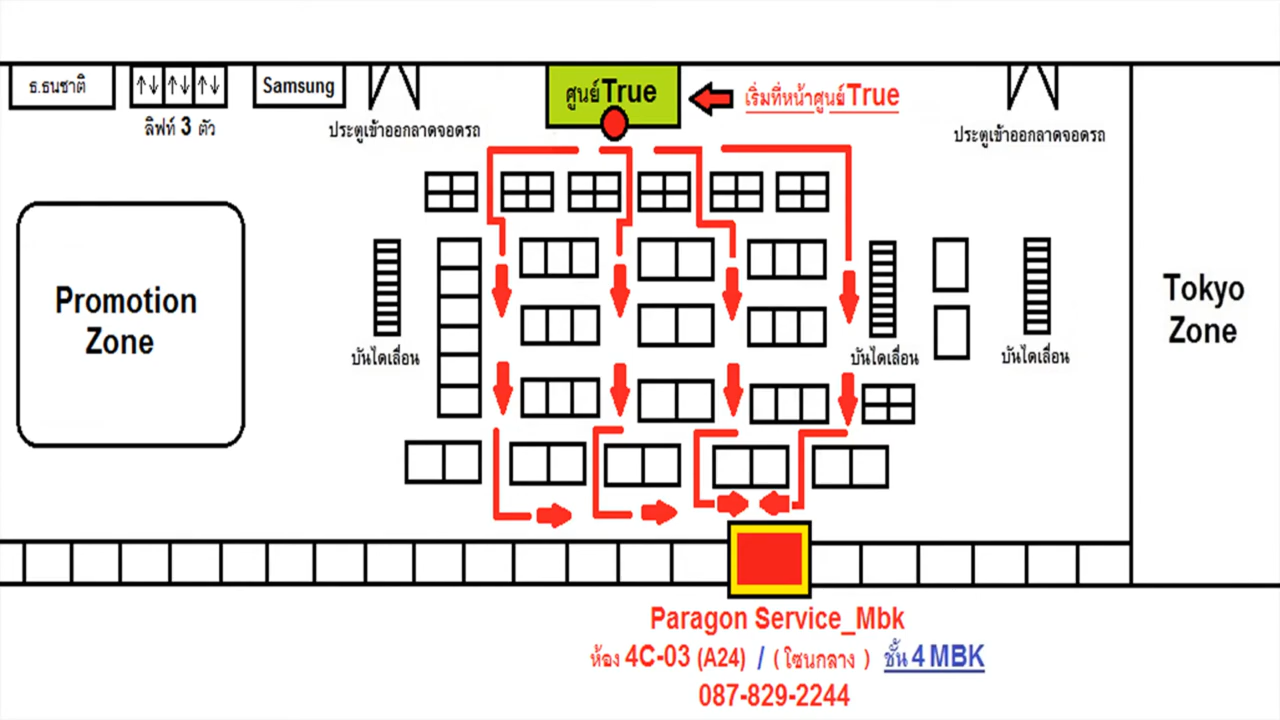 ธ.ธนชาติ
Samsung
ศูนย์ True
เริ่มที่หน้าศูนย์ True
ลิฟท์ 3 ตัว
ประตูเข้าออกลาดจอดรถ
ประตูเข้าออกลาดจอดรถ
Promotion
Zone
Tokyo
Zone
บันไดเลื่อน
บันไดเลื่อน
บันไดเลื่อน
Paragon Service_Mbk
ห้อง 4C-03 (A24) / ( โซนกลาง ) ชั้น 4 MBK
087-829-2244